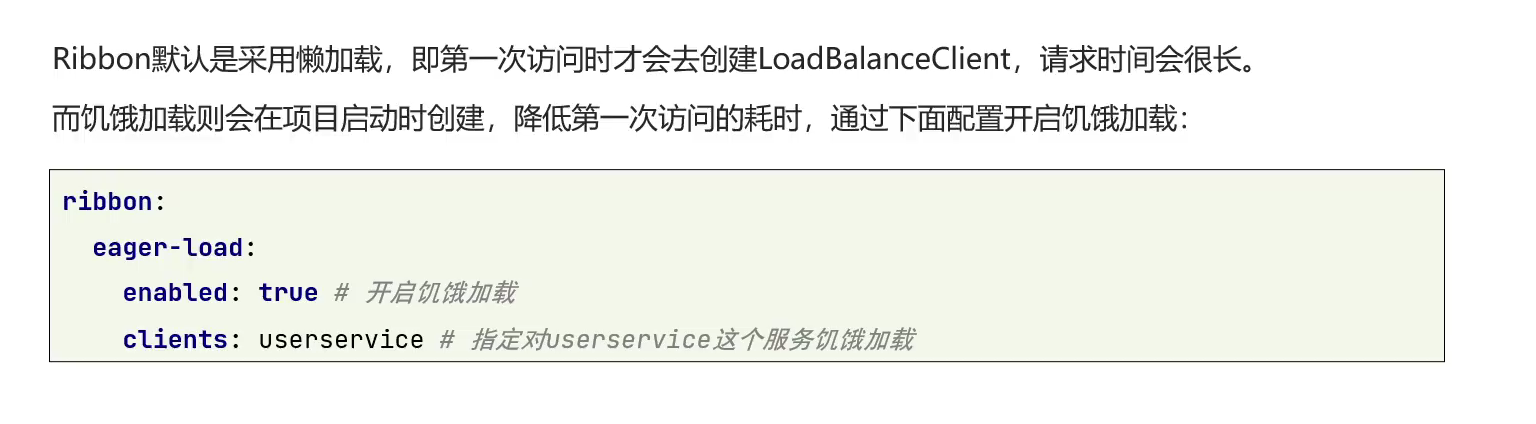 Ribbon默认是采用懒加载，即第一次访问时才会去创建LoadBalanceClient，请求时间会很长。
而饥饿加载则会在项目启动时创建，降低第一次访问的耗时，通过下面配置开启饥饿加载：
ribbon:
  eager-load:
    enabled: true # 开启饥饿加载
    clients: userservice # 指定对userservice这个服务饥饿加载